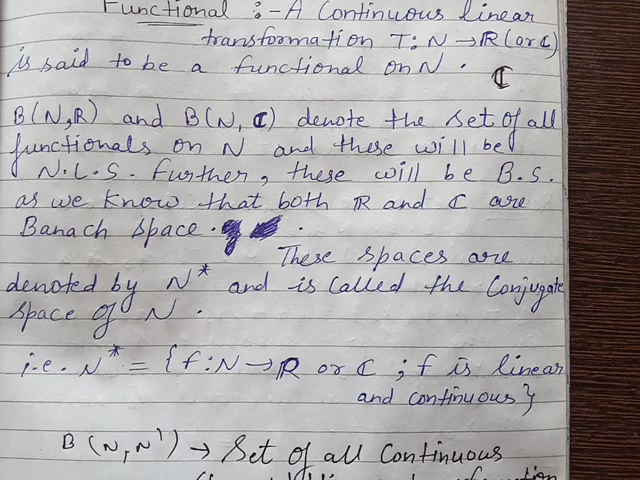 Functional :- A Continuous linear
transformation T: N → ℝ (or ℂ)
is said to be a functional on N.
ℂ
B(N,R) and B(N, ℂ) denote the set of all
functionals on N and these will be
N.L.S. Further, these will be B.S.
as we know that both ℝ and ℂ are
Banach space.
These spaces are
denoted by N* and is called the Conjugate
space of N.
i.e. N* = {f: N → ℝ or ℂ ; f is linear
and continuous}
B(N, N') → Set of all Continuous